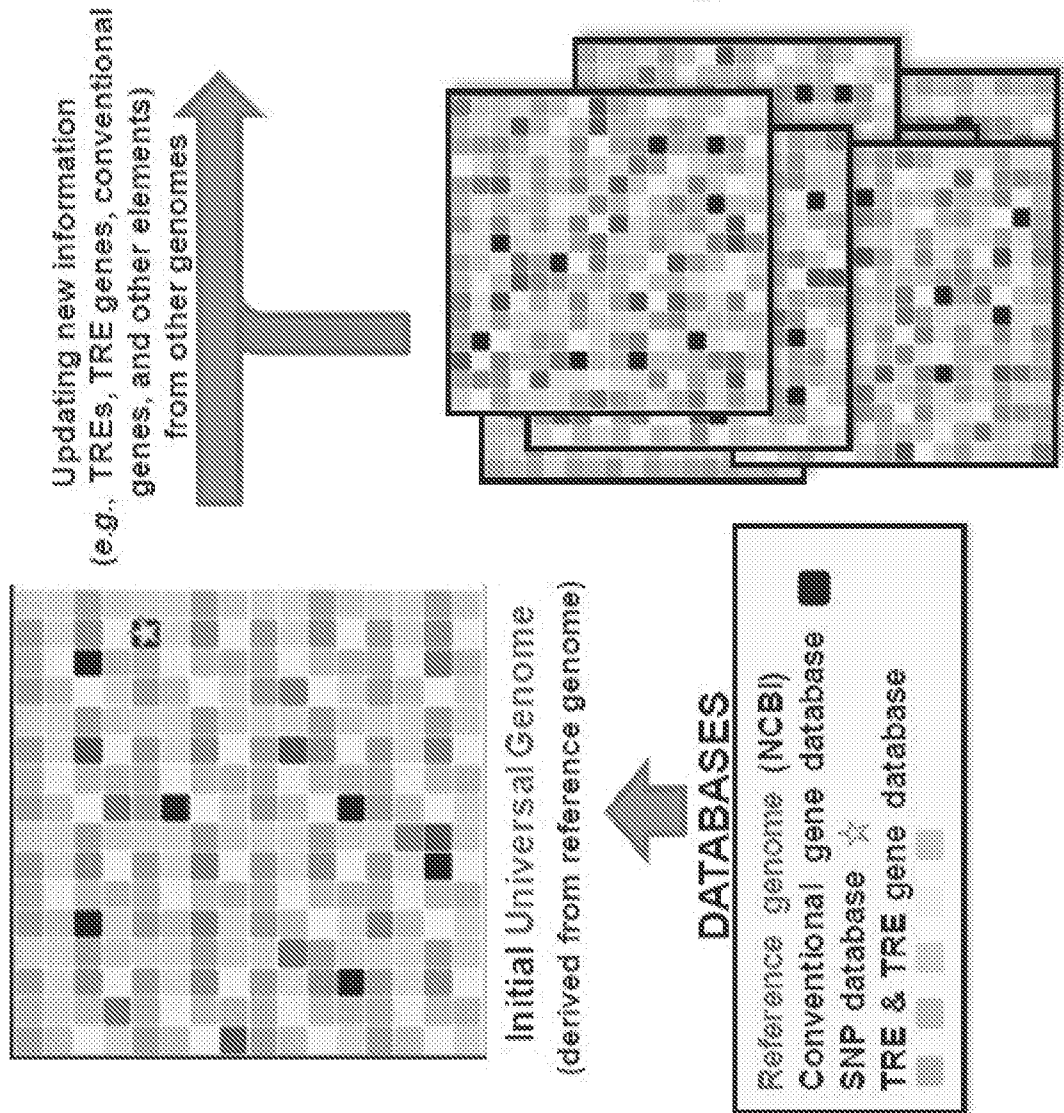 Initial Universal Genome
(derived from reference genome)
DATABASES
Reference genome (NCBI)
Conventional gene database
SNP database
TRE & TRE gene database
Updating new information
(e.g., TREs, TRE genes, conventional
genes, and other elements)
from other genomes